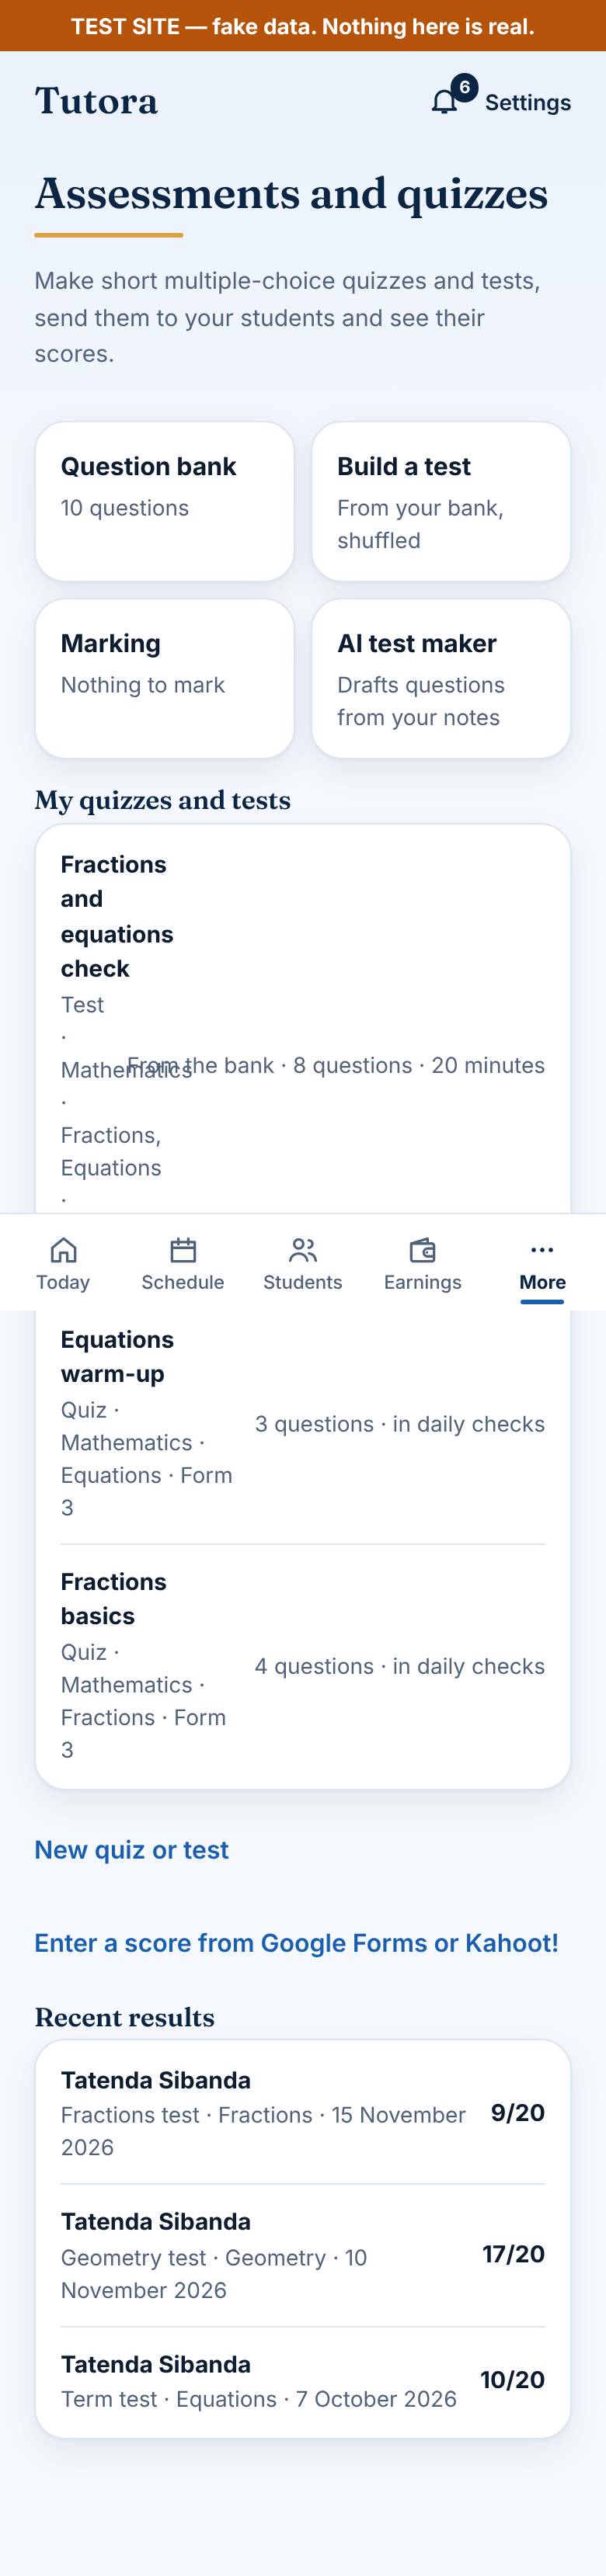 TEST SITE — fake data. Nothing here is real.
Tutora
6
Settings
Assessments and quizzes
Make short multiple-choice quizzes and tests,
send them to your students and see their
scores.
Question bank
10 questions
Build a test
From your bank,
shuffled
Marking
Nothing to mark
AI test maker
Drafts questions
from your notes
My quizzes and tests
Fractions
and
equations
check
Test
·
Mathematics
From the bank · 8 questions · 20 minutes
·
Fractions,
Equations
·
Today
Schedule
Students
Earnings
More
Equations
warm-up
Quiz ·
Mathematics ·
Equations · Form
3
3 questions · in daily checks
Fractions
basics
Quiz ·
Mathematics ·
Fractions · Form
3
4 questions · in daily checks
New quiz or test
Enter a score from Google Forms or Kahoot!
Recent results
Tatenda Sibanda
Fractions test · Fractions · 15 November
2026
9/20
Tatenda Sibanda
Geometry test · Geometry · 10
November 2026
17/20
Tatenda Sibanda
Term test · Equations · 7 October 2026
10/20